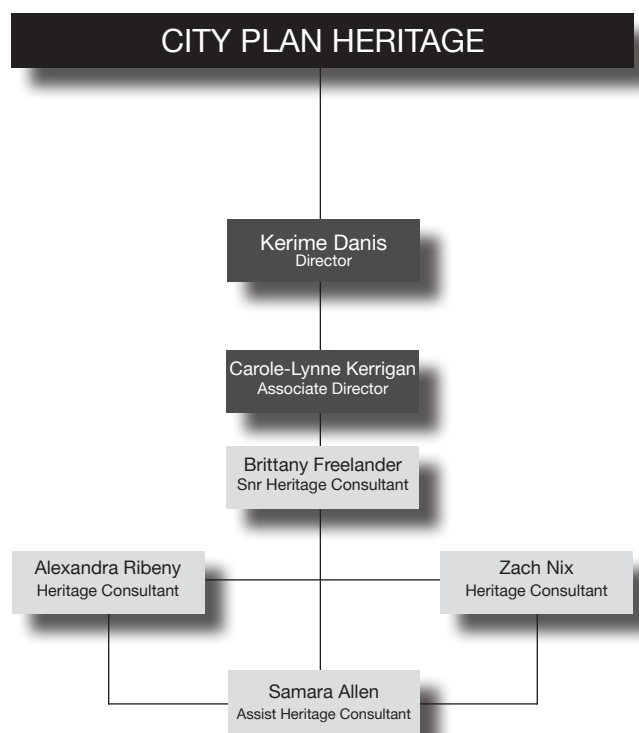 CITY PLAN HERITAGE
Kerime Danis
Director
Carole-Lynne Kerrigan
Associate Director
Brittany Freelander
Snr Heritage Consultant
Alexandra Ribeny
Heritage Consultant
Zach Nix
Heritage Consultant
Samara Allen
Assist Heritage Consultant